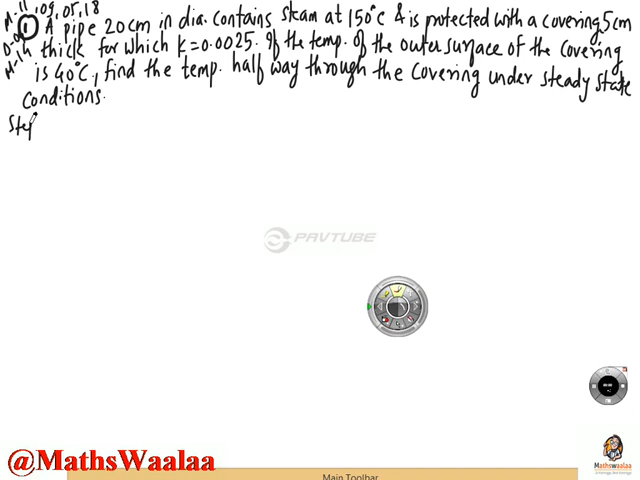 M-11, 09, 05, 18
① A pipe 20cm in dia. contains steam at 150°C & is protected with a covering 5cm
thick for which K=0.0025. If the temp. of the outer surface of the covering
is 40°C, find the temp. half way through the covering under steady state
conditions.
Step
PAVTUBE
@MathsWaalaa
Mathswaalaa
Main Toolbar